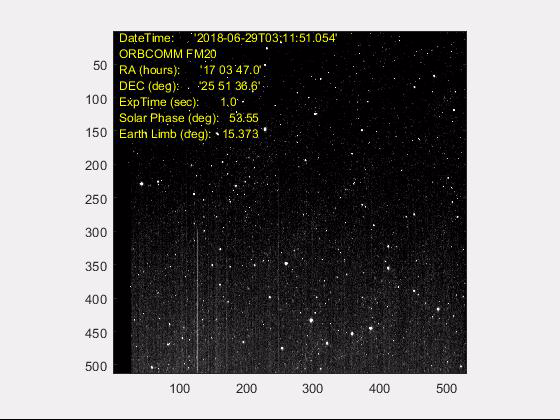 DateTime: '2018-06-29T03:11:51.054'
ORBCOMM FM20
RA (hours): '17 03 47.0'
DEC (deg): '25 51 36.6'
ExpTime (sec): 1.0
Solar Phase (deg): 53.55
Earth Limb (deg): 15.373
50
100
150
200
250
300
350
400
450
500
100 200 300 400 500